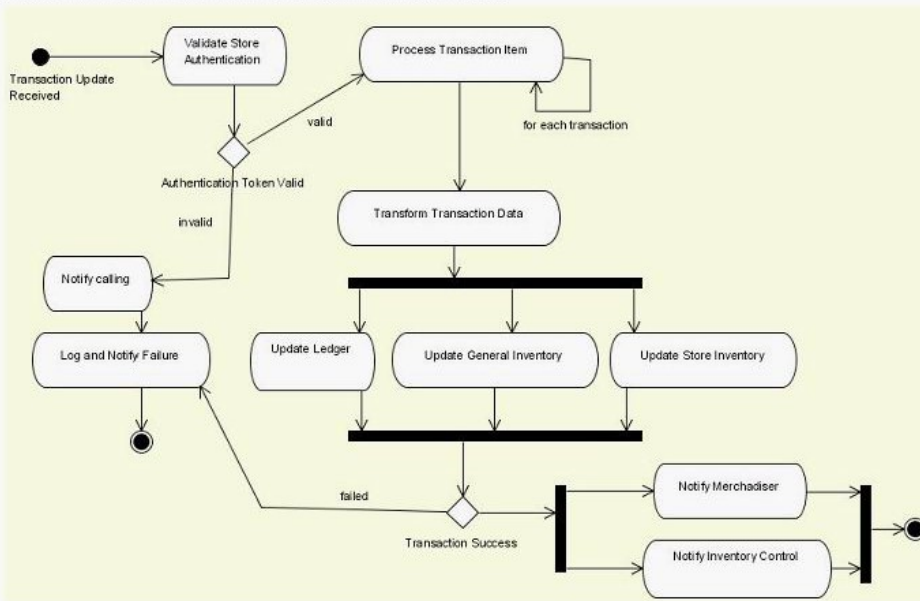 Transaction Update
Received
Validate Store
Authentication
Process Transaction Item
for each transaction
valid
Authentication Token Valid
invalid
Transform Transaction Data
Notify calling
Log and Notify Failure
Update Ledger
Update General Inventory
Update Store Inventory
failed
Transaction Success
Notify Merchadiser
Notify Inventory Control